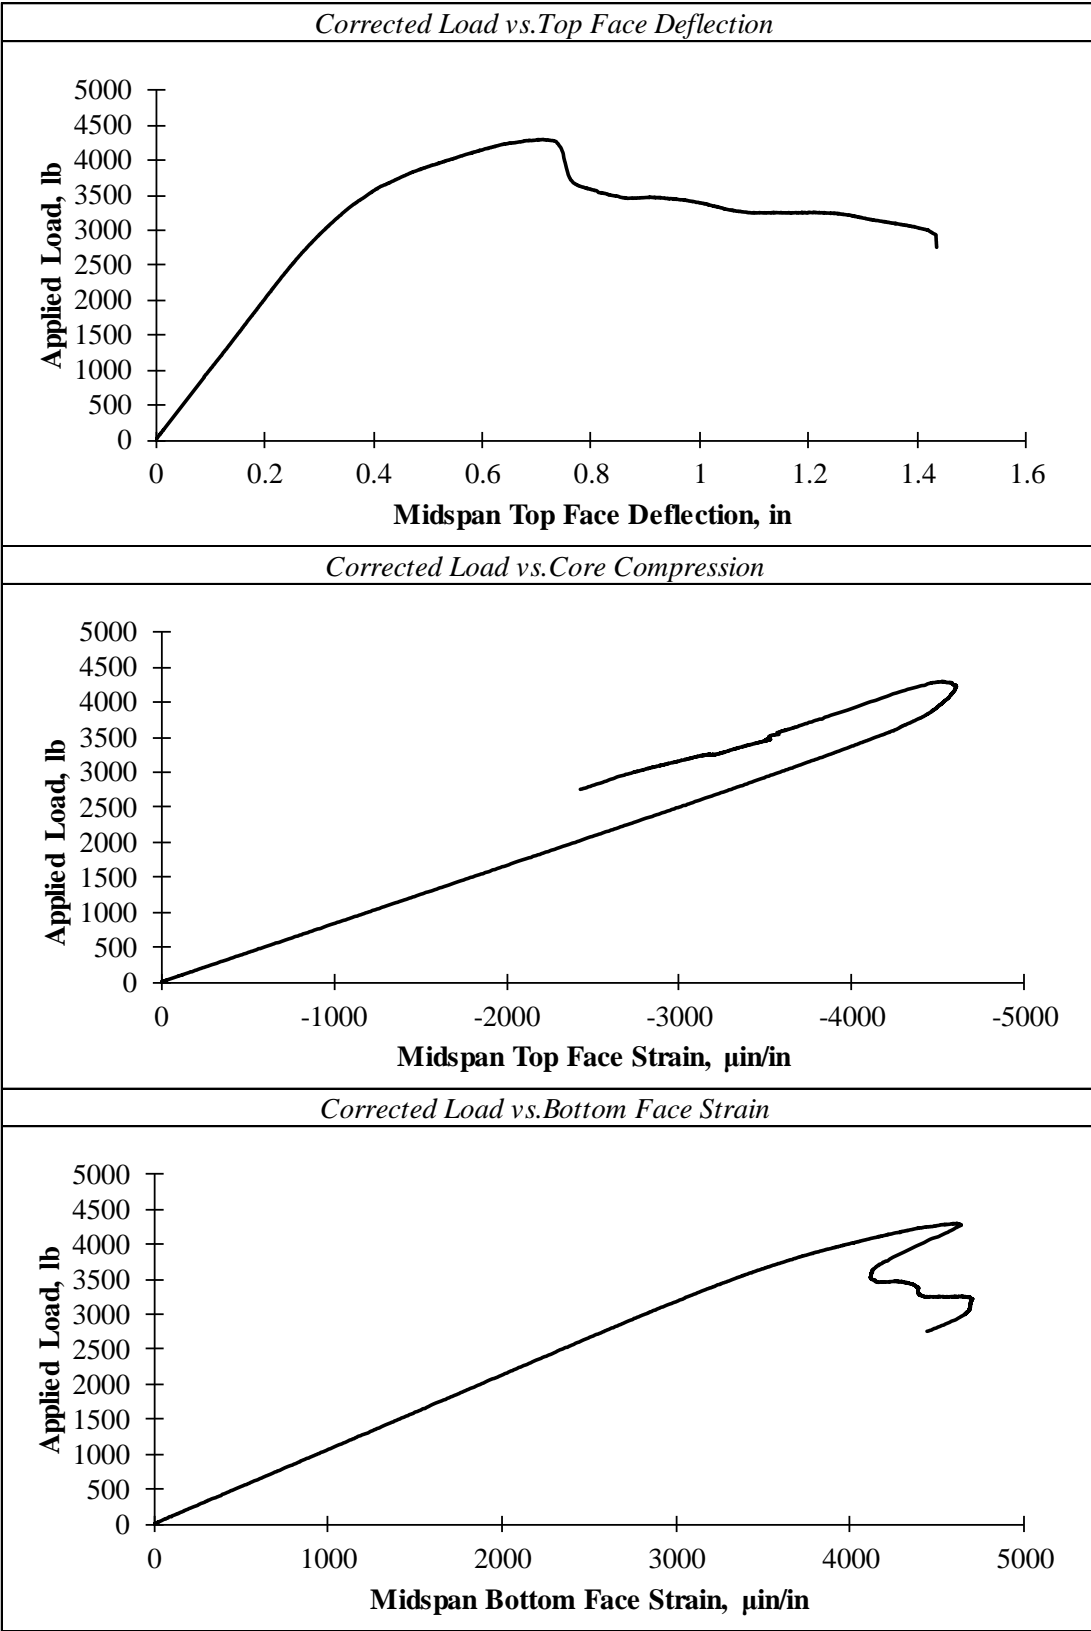 Corrected Load vs.Top Face Deflection
5000
4500
4000
3500
3000
2500
2000
1500
1000
500
0
Applied Load, lb
0 0.2 0.4 0.6 0.8 1 1.2 1.4 1.6
Midspan Top Face Deflection, in
Corrected Load vs.Core Compression
5000
4500
4000
3500
3000
2500
2000
1500
1000
500
0
Applied Load, lb
0 -1000 -2000 -3000 -4000 -5000
Midspan Top Face Strain, μin/in
Corrected Load vs.Bottom Face Strain
5000
4500
4000
3500
3000
2500
2000
1500
1000
500
0
Applied Load, lb
0 1000 2000 3000 4000 5000
Midspan Bottom Face Strain, μin/in